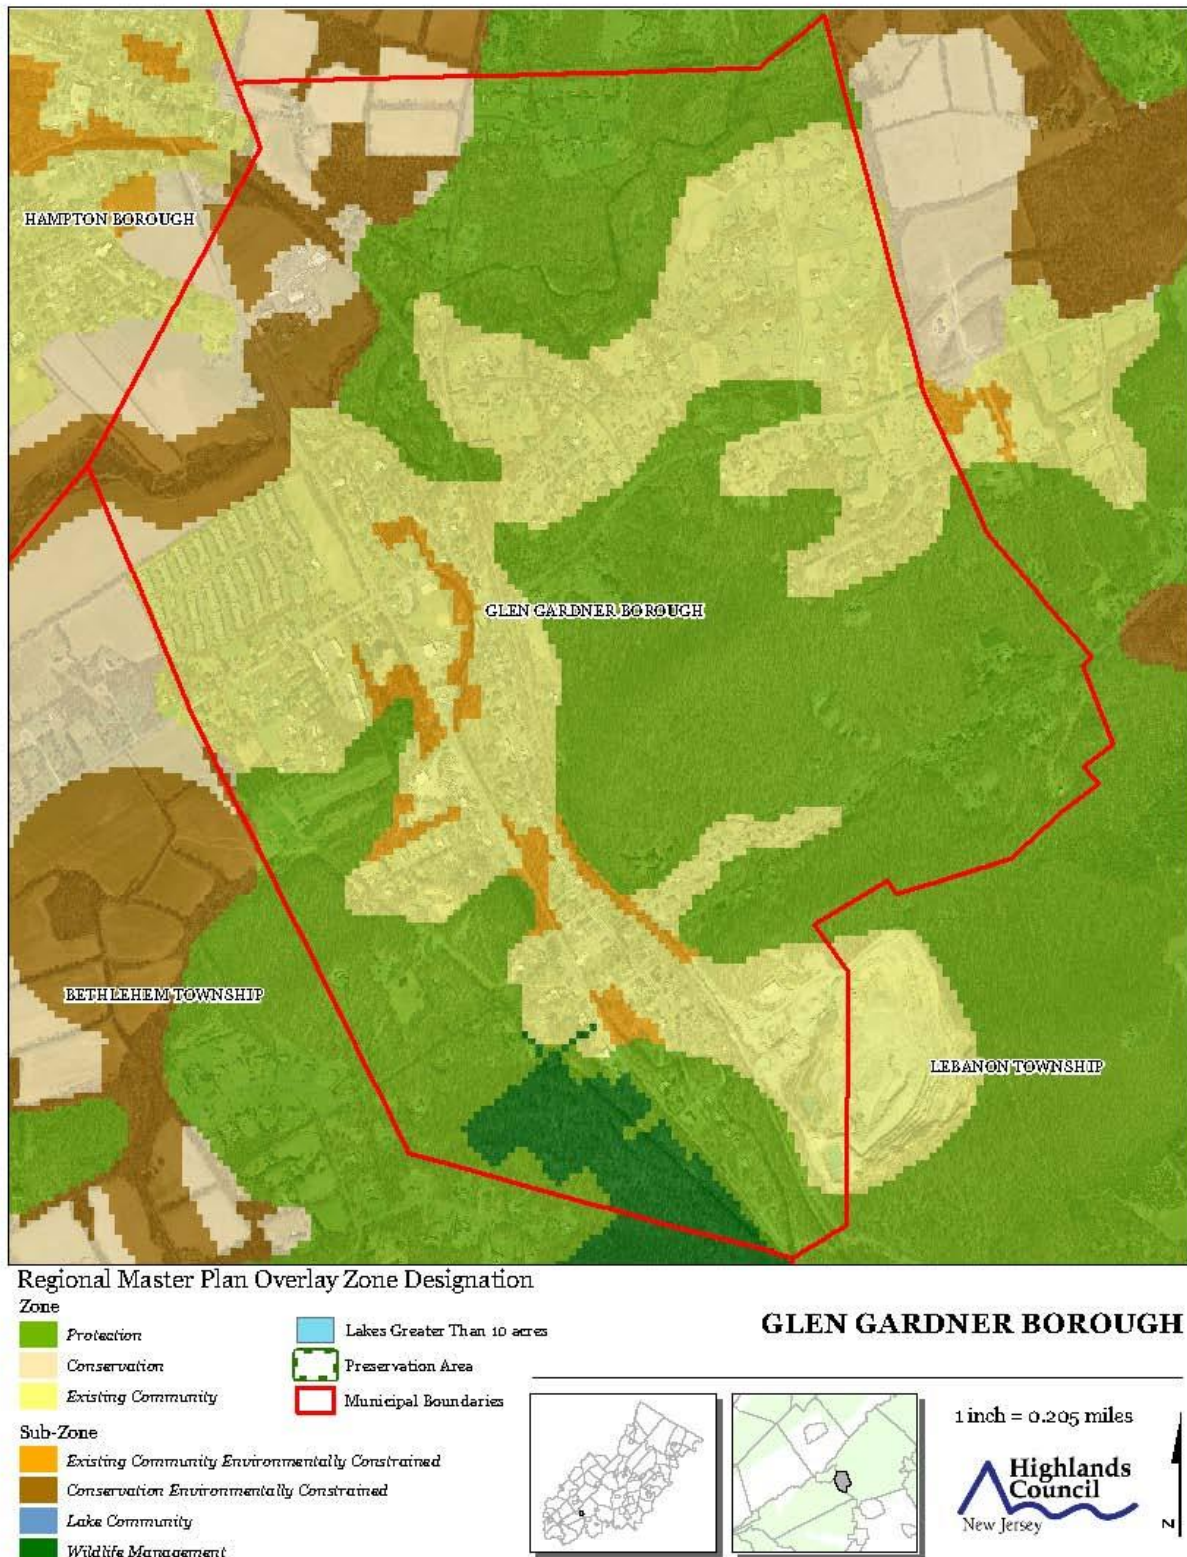 HAMPTON BOROUGH
GLEN GARDNER BOROUGH
BETHLEHEM TOWNSHIP
LEBANON TOWNSHIP
Regional Master Plan Overlay Zone Designation
Zone
Protection
Conservation
Existing Community
Lakes Greater Than 10 acres
Preservation Area
Municipal Boundaries
Sub-Zone
Existing Community Environmentally Constrained
Conservation Environmentally Constrained
Lake Community
Wildlife Management
GLEN GARDNER BOROUGH
1 inch = 0.205 miles
Highlands
Council
New Jersey
N